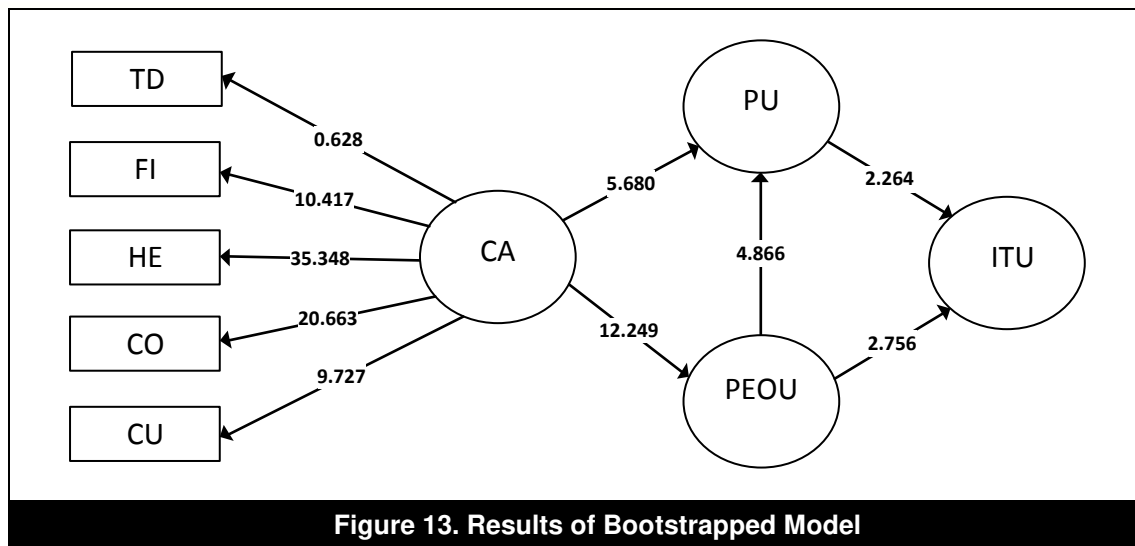 TD
0.628
FI
10.417
HE
35.348
CO
20.663
CU
9.727
CA
5.680
12.249
PU
4.866
PEOU
2.264
2.756
ITU
Figure 13. Results of Bootstrapped Model